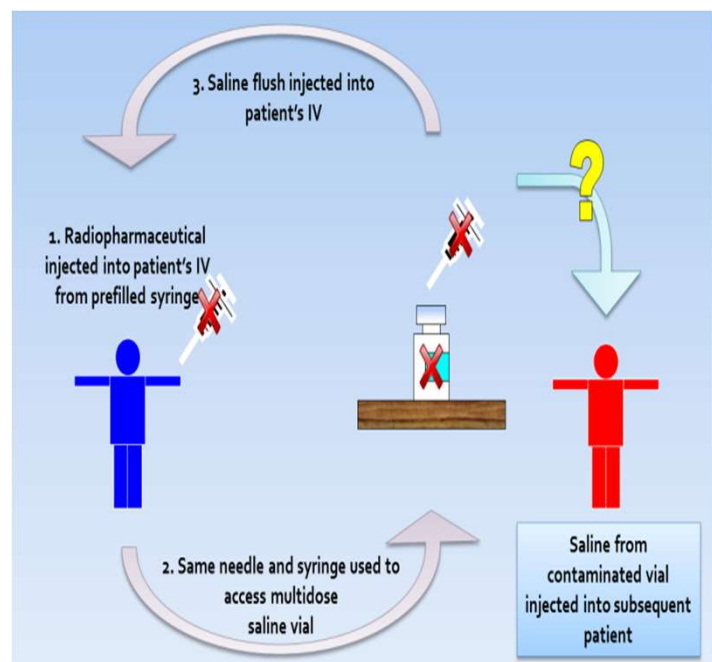 3. Saline flush injected into
patient's IV
?
1. Radiopharmaceutical
injected into patient's IV
from prefilled syringe
2. Same needle and syringe used to
access multidose
saline vial
Saline from
contaminated vial
injected into subsequent
patient